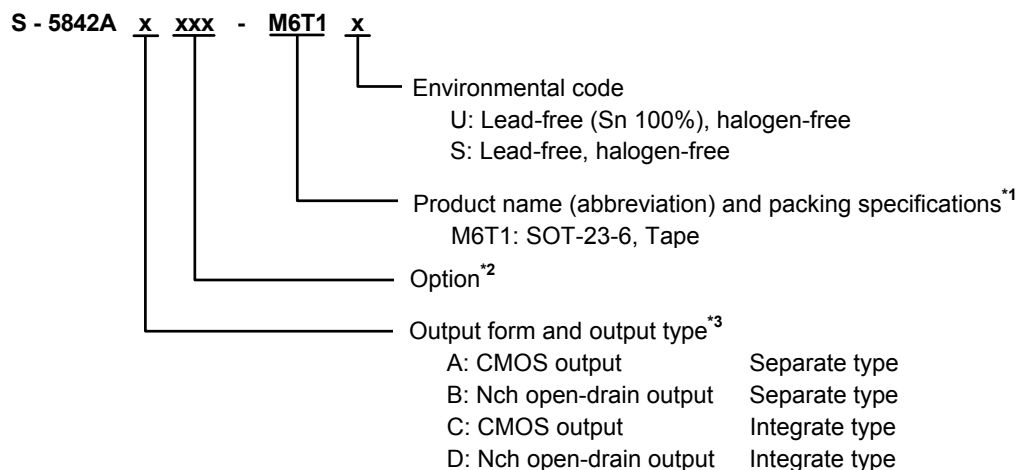 S - 5842A x xxx - M6T1 x
Environmental code
U: Lead-free (Sn 100%), halogen-free
S: Lead-free, halogen-free
Product name (abbreviation) and packing specifications*1
M6T1: SOT-23-6, Tape
Option*2
Output form and output type*3
A: CMOS output Separate type
B: Nch open-drain output Separate type
C: CMOS output Integrate type
D: Nch open-drain output Integrate type